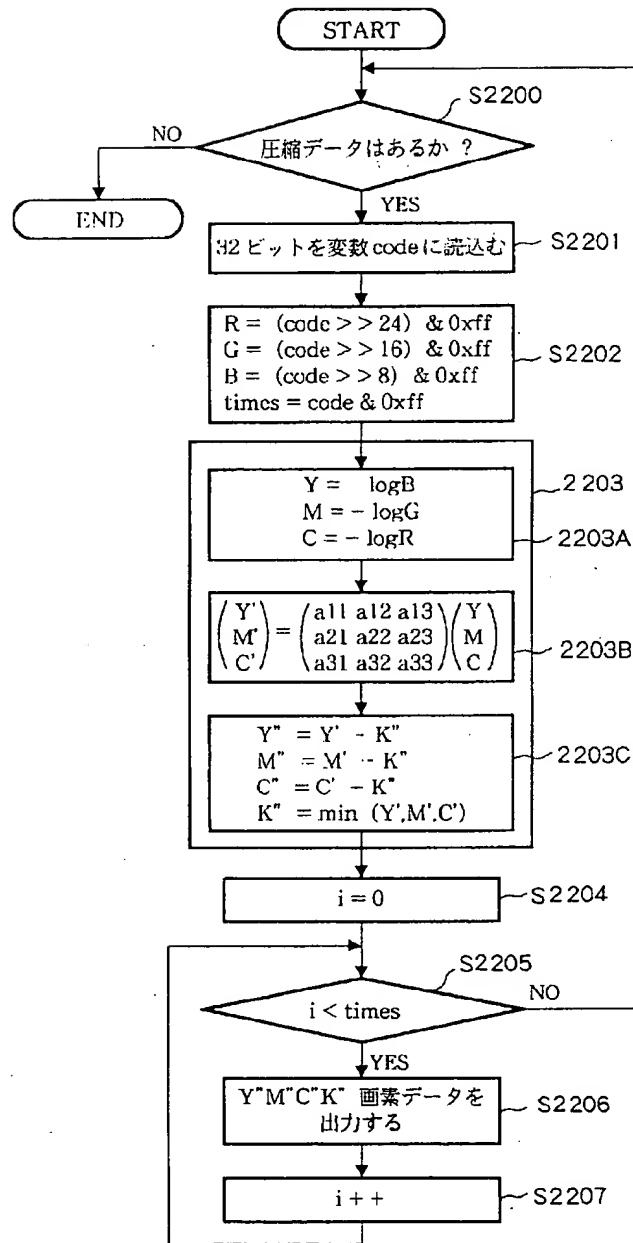 START
S2200
NO
圧縮データはあるか ?
END
YES
32 ビットを変数 code に読込む
S2201
R = (code >> 24) & 0xff
G = (code >> 16) & 0xff
B = (code >> 8) & 0xff
times = code & 0xff
S2202
2203
Y = logB
M = - logG
C = - logR
2203A
(Y') = (a11 a12 a13) (Y)
(M') (a21 a22 a23) (M)
(C') (a31 a32 a33) (C)
2203B
Y" = Y' - K"
M" = M' - K"
C" = C' - K"
K" = min (Y',M',C')
2203C
i = 0
S2204
S2205
i < times
NO
YES
Y"M"C"K" 画素データを
出力する
S2206
i + +
S2207